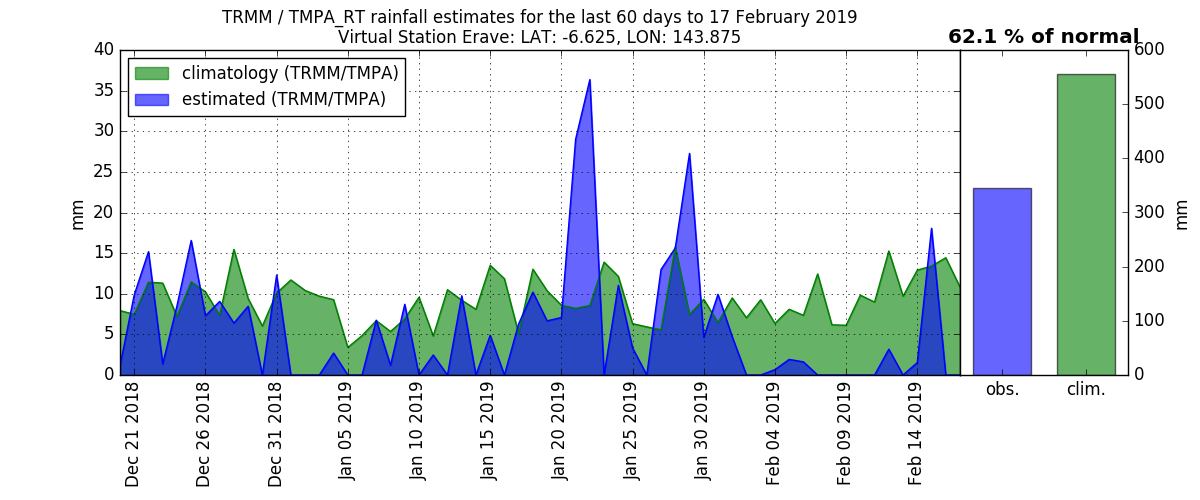 TRMM / TMPA_RT rainfall estimates for the last 60 days to 17 February 2019
Virtual Station Erave: LAT: -6.625, LON: 143.875
62.1 % of normal
climatology (TRMM/TMPA)
estimated (TRMM/TMPA)
40
35
30
25
20
15
10
5
0
mm
Dec 21 2018
Dec 26 2018
Dec 31 2018
Jan 05 2019
Jan 10 2019
Jan 15 2019
Jan 20 2019
Jan 25 2019
Jan 30 2019
Feb 04 2019
Feb 09 2019
Feb 14 2019
obs.
clim.
600
500
400
300
200
100
0
mm